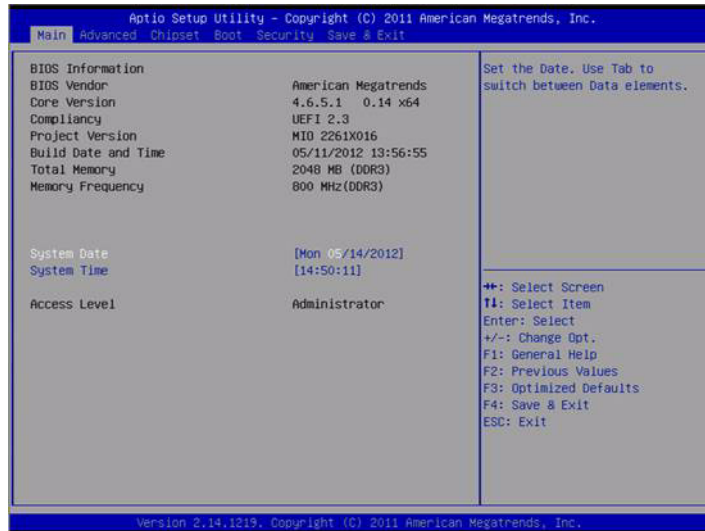 Aptio Setup Utility - Copyright (C) 2011 American Megatrends, Inc.
Main Advanced Chipset Boot Security Save & Exit
BIOS Information
BIOS Vendor American Megatrends
Core Version 4.6.5.1 0.14 x64
Compliancy UEFI 2.3
Project Version MIO 2261X016
Build Date and Time 05/11/2012 13:56:55
Total Memory 2048 MB (DDR3)
Memory Frequency 800 MHz(DDR3)
System Date [Mon 05/14/2012]
System Time [14:50:11]
Access Level Administrator
Set the Date. Use Tab to
switch between Data elements.
→←: Select Screen
↑↓: Select Item
Enter: Select
+/-: Change Opt.
F1: General Help
F2: Previous Values
F3: Optimized Defaults
F4: Save & Exit
ESC: Exit
Version 2.14.1219. Copyright (C) 2011 American Megatrends, Inc.